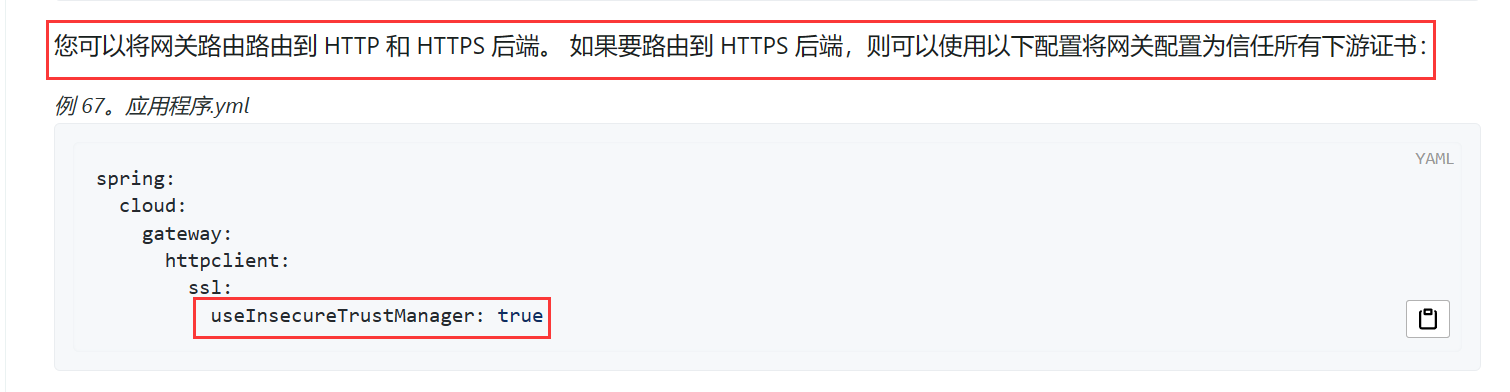 您可以将网关路由路由到 HTTP 和 HTTPS 后端。 如果要路由到 HTTPS 后端，则可以使用以下配置将网关配置为信任所有下游证书：
例 67。应用程序.yml
YAML
spring:
  cloud:
    gateway:
      httpclient:
        ssl:
          useInsecureTrustManager: true